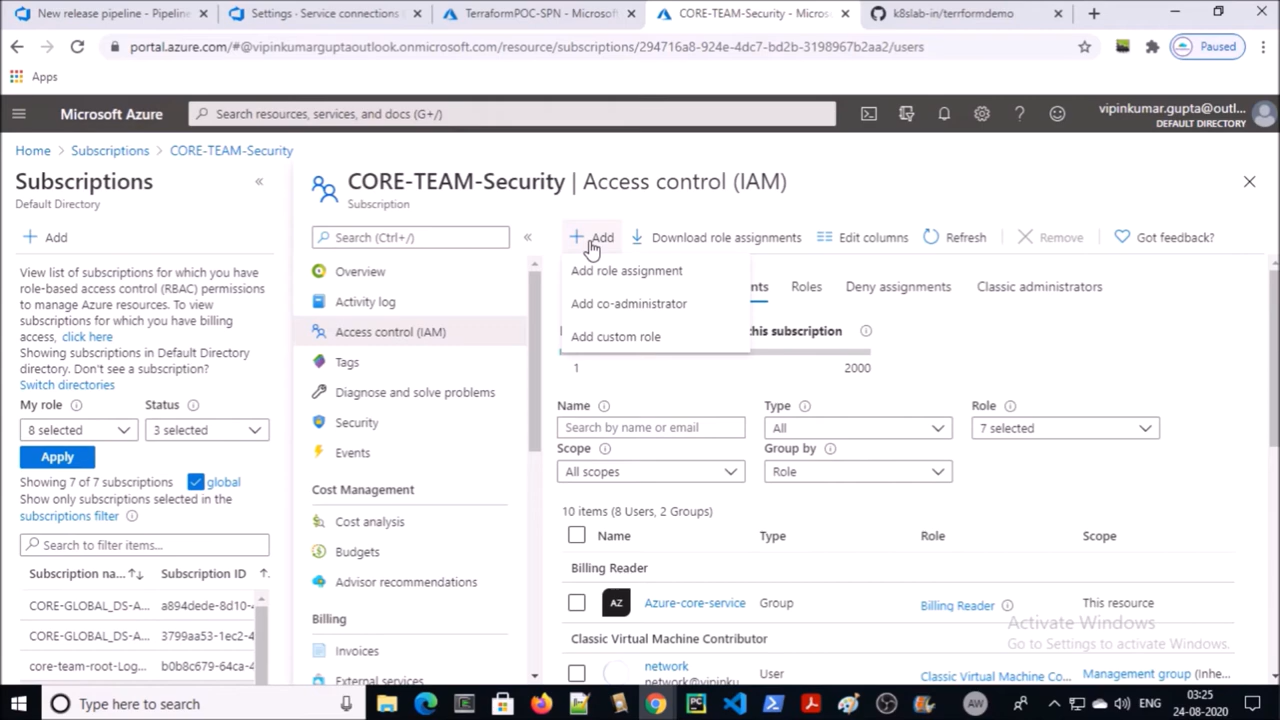 New release pipeline - Pipeline
Settings - Service connections (
TerraformPOC-SPN - Microsoft
CORE-TEAM-Security - Micros
k8slab-in/terrformdemo
portal.azure.com/#@vipinkumarguptaoutlook.onmicrosoft.com/resource/subscriptions/294716a8-924e-4dc7-bd2b-3198967b2aa2/users
Paused
Apps
Microsoft Azure
Search resources, services, and docs (G+/)
vipinkumar.gupta@outl...
DEFAULT DIRECTORY
Home > Subscriptions > CORE-TEAM-Security
Subscriptions
Default Directory
Add
View list of subscriptions for which you have
role-based access control (RBAC) permissions
to manage Azure resources. To view
subscriptions for which you have billing
access, click here
Showing subscriptions in Default Directory
directory. Don't see a subscription?
Switch directories
My role
Status
8 selected
3 selected
Apply
Showing 7 of 7 subscriptions
global
Show only subscriptions selected in the
subscriptions filter
Search to filter items...
Subscription na...
Subscription ID
CORE-GLOBAL_DS-A... a894dede-8d10-4
CORE-GLOBAL_DS-A... 3799aa53-1ec2-4
core-team-root-Log... b0b8c679-64ca-4
CORE-TEAM-Security | Access control (IAM)
Subscription
Search (Ctrl+/)
Overview
Activity log
Access control (IAM)
Tags
Diagnose and solve problems
Security
Events
Cost Management
Cost analysis
Budgets
Advisor recommendations
Billing
Invoices
External services
Add
Download role assignments
Edit columns
Refresh
Remove
Got feedback?
Add role assignment
Add co-administrator
Add custom role
nts
Roles
Deny assignments
Classic administrators
this subscription
1
2000
Name
Type
Role
Search by name or email
All
7 selected
Scope
Group by
All scopes
Role
10 items (8 Users, 2 Groups)
Name
Type
Role
Scope
Billing Reader
AZ
Azure-core-service
Group
Billing Reader
This resource
Classic Virtual Machine Contributor
network
network@vipinku...
User
Classic Virtual Machine Co...
Management group (Inhe...
Activate Windows
Go to Settings to activate Windows.
Type here to search
AW
ENG
03:25
24-08-2020